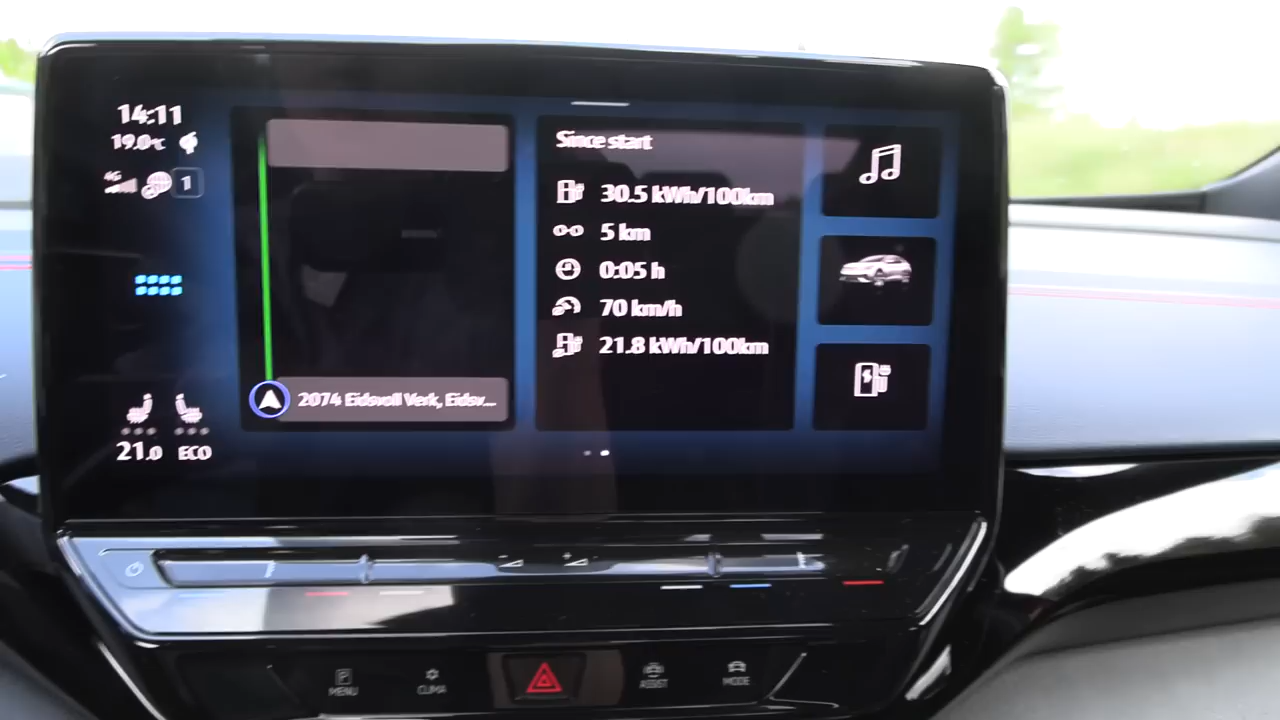 14:11
19.0°C
4G
1
Since start
30.5 kWh/100km
5 km
0:05 h
70 km/h
21.8 kWh/100km
2074 Eidsvoll Verk, Eidsv...
21.0 ECO
P
MENU
CLIMA
ASSIST
MODE